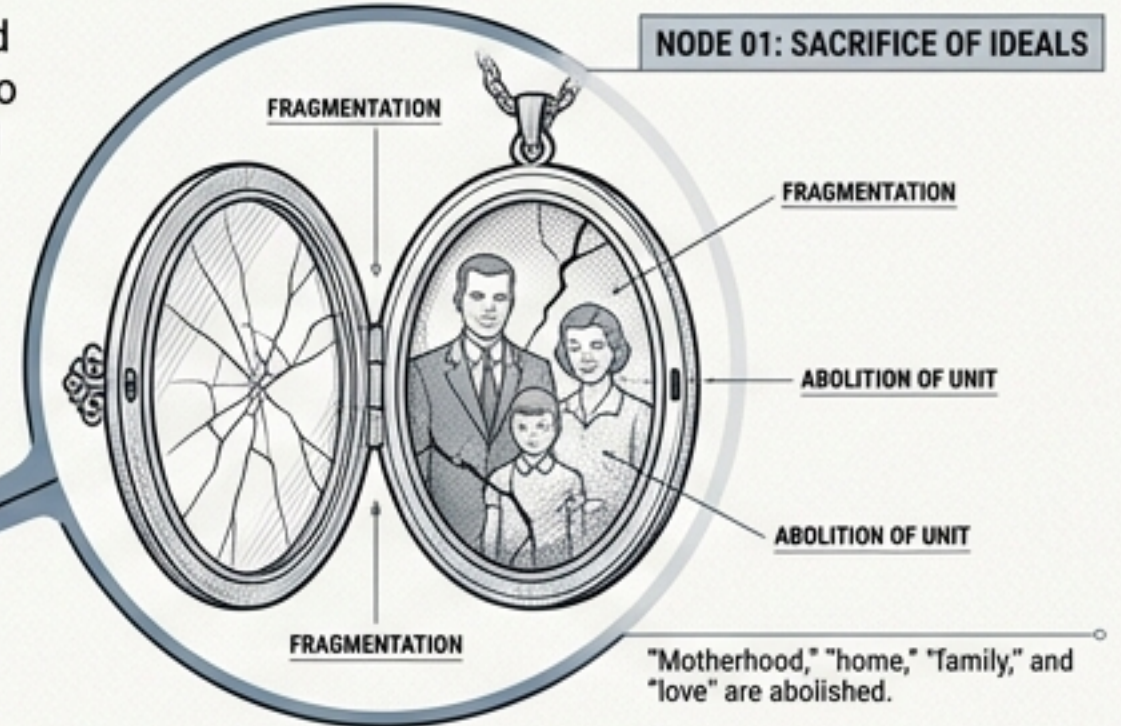 d
o
NODE 01: SACRIFICE OF IDEALS
FRAGMENTATION
FRAGMENTATION
ABOLITION OF UNIT
ABOLITION OF UNIT
FRAGMENTATION
"Motherhood," "home," "family," and
"love" are abolished.